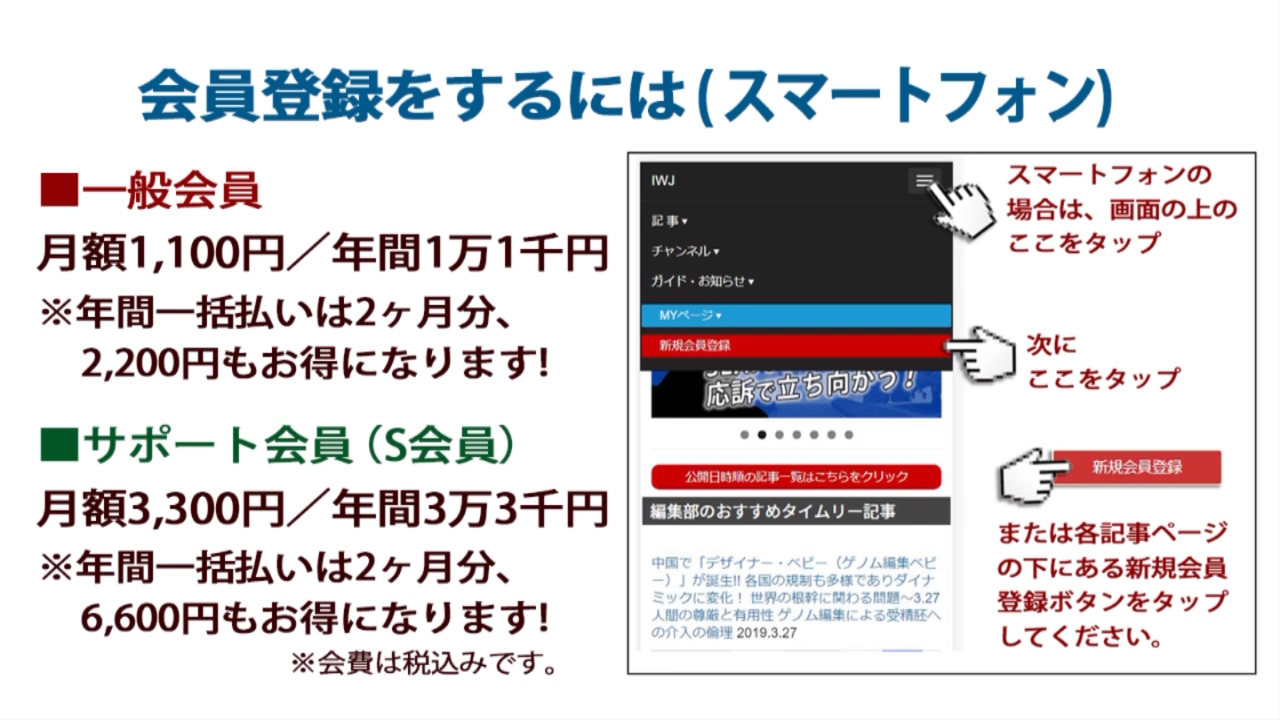 会員登録をするには(スマートフォン)
■一般会員
月額1,100円／年間1万1千円
※年間一括払いは2ヶ月分、
2,200円もお得になります!
■サポート会員（S会員）
月額3,300円／年間3万3千円
※年間一括払いは2ヶ月分、
6,600円もお得になります!
※会費は税込みです。
IWJ
記 事▾
チャンネル▾
ガイド・お知らせ▾
MYページ▾
新規会員登録
応訴で立ち向かう！
公開日時順の記事一覧はこちらをクリック
編集部のおすすめタイムリー記事
中国で「デザイナー・ベビー（ゲノム編集ベビ
ー）」が誕生!! 各国の規制も多様でありダイナ
ミックに変化！ 世界の根幹に関わる問題～3.27
人間の尊厳と有用性 ゲノム編集による受精胚へ
の介入の倫理 2019.3.27
スマートフォンの
場合は、画面の上の
ここをタップ
次に
ここをタップ
新規会員登録
または各記事ページ
の下にある新規会員
登録ボタンをタップ
してください。